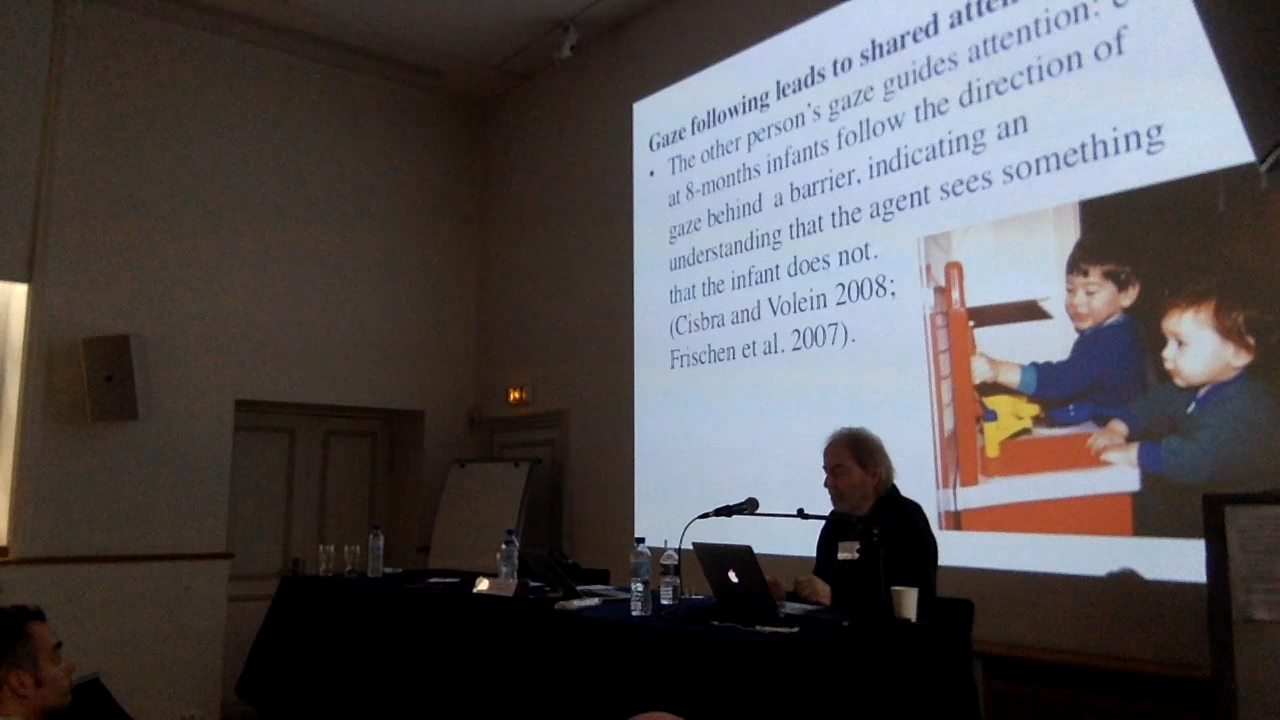 Gaze following leads to shared atten
• The other person's gaze guides attention: e
at 8-months infants follow the direction of
gaze behind a barrier, indicating an
understanding that the agent sees something
that the infant does not.
(Cisbra and Volein 2008;
Frischen et al. 2007).